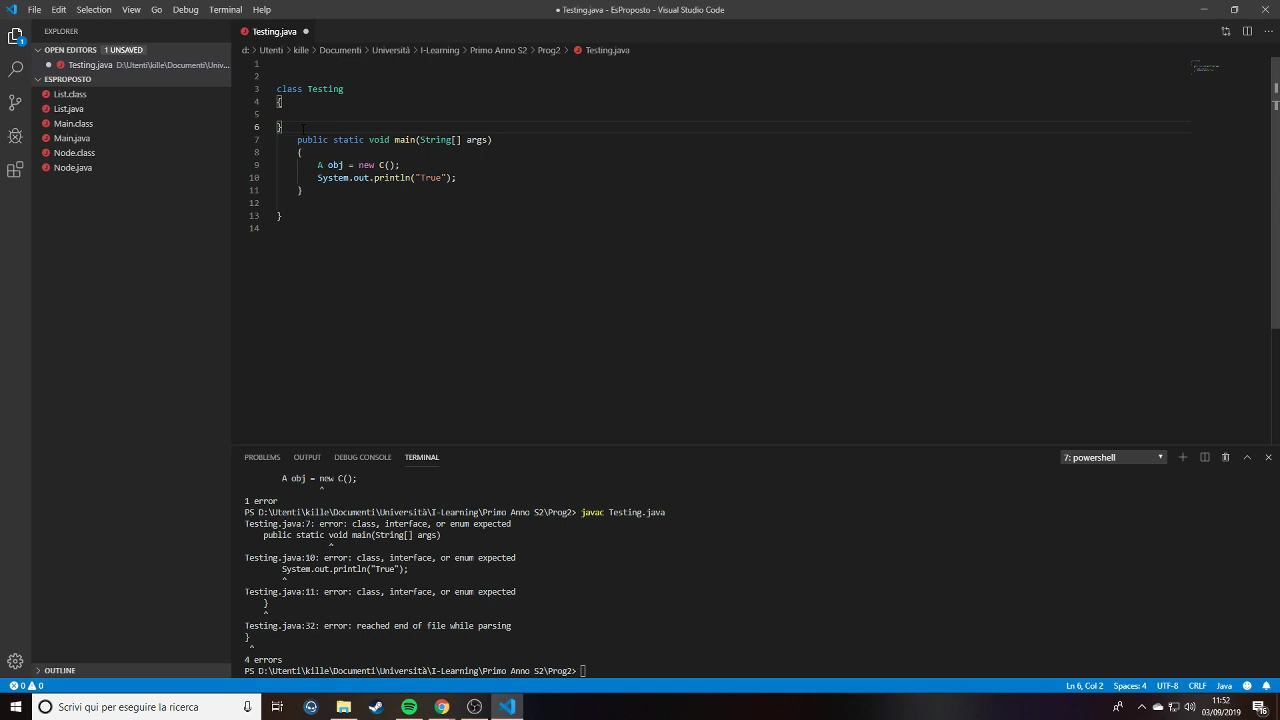 File Edit Selection View Go Debug Terminal Help
● Testing.java - EsProposto - Visual Studio Code
EXPLORER
OPEN EDITORS 1 UNSAVED
Testing.java D:\Utenti\kille\Documenti\Univ...
ESPROPOSTO
List.class
List.java
Main.class
Main.java
Node.class
Node.java
OUTLINE
Testing.java ●
d: > Utenti > kille > Documenti > Università > I-Learning > Primo Anno S2 > Prog2 > Testing.java
1
2
3 class Testing
4 {
5
6 }
7 public static void main(String[] args)
8 {
9 A obj = new C();
10 System.out.println("True");
11 }
12
13 }
14
PROBLEMS OUTPUT DEBUG CONSOLE TERMINAL
7: powershell
A obj = new C();
^
1 error
PS D:\Utenti\kille\Documenti\Università\I-Learning\Primo Anno S2\Prog2> javac Testing.java
Testing.java:7: error: class, interface, or enum expected
public static void main(String[] args)
^
Testing.java:10: error: class, interface, or enum expected
System.out.println("True");
^
Testing.java:11: error: class, interface, or enum expected
}
^
Testing.java:32: error: reached end of file while parsing
}
^
4 errors
PS D:\Utenti\kille\Documenti\Università\I-Learning\Primo Anno S2\Prog2>
0 0
Ln 6, Col 2 Spaces: 4 UTF-8 CRLF Java
Scrivi qui per eseguire la ricerca
11:52
03/09/2019